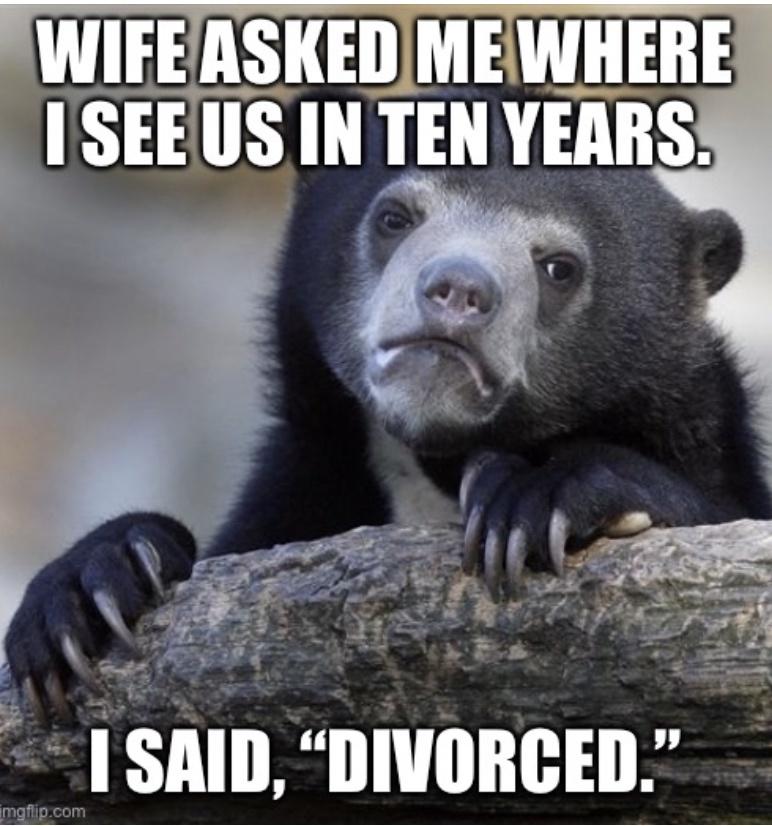 WIFE ASKED ME WHERE
I SEE US IN TEN YEARS.
I SAID, “DIVORCED.”
imgflip.com